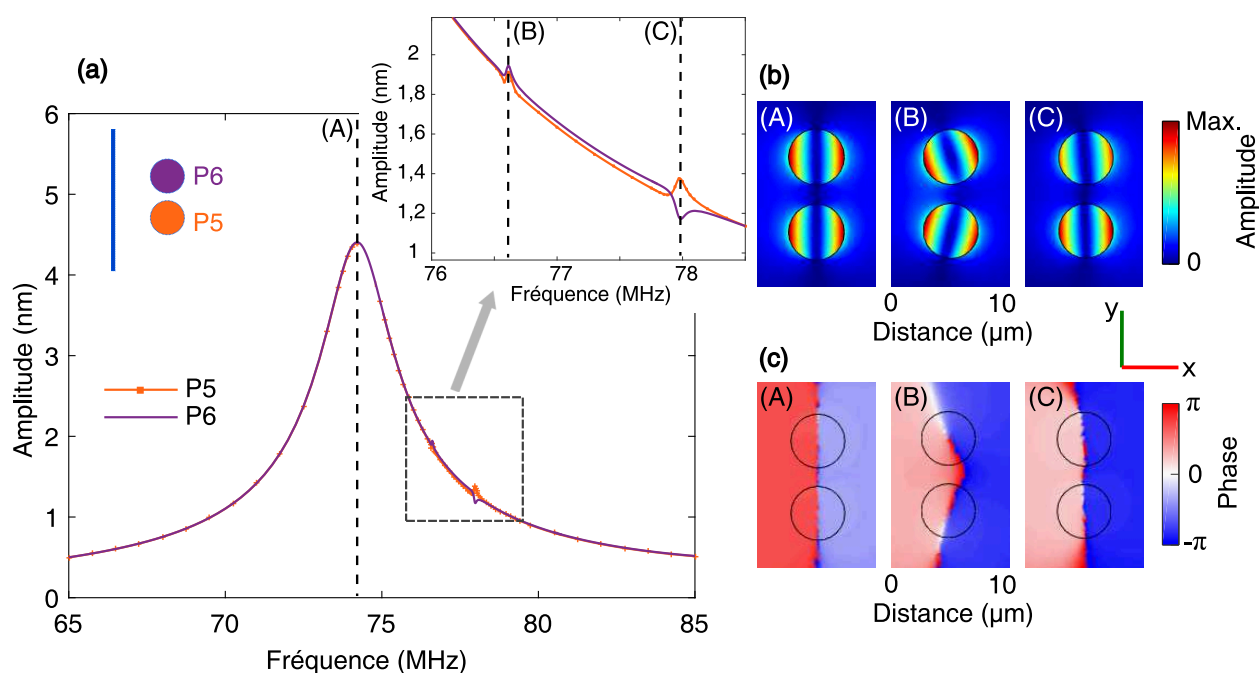 (a)
Amplitude (nm)
6
5
4
3
2
1
0
65
70
75
80
85
Fréquence (MHz)
(A)
P6
P5
P5
P6
(B)
(C)
Amplitude (nm)
2
1,8
1.6
1.4
1,2
1
76
77
78
Fréquence (MHz)
(b)
(A)
(B)
(C)
Max.
0
Amplitude
0
10
Distance (µm)
y
x
(c)
(A)
(B)
(C)
π
0
-π
Phase
0
10
Distance (µm)